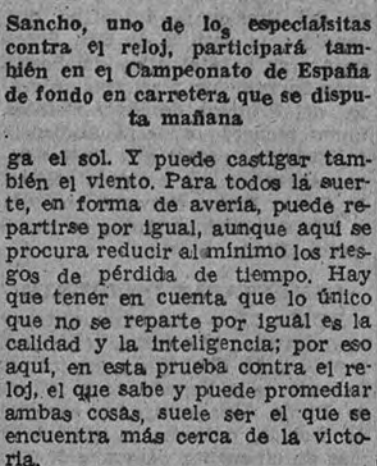 Sancho, uno de los especialsitas
contra el reloj, participará tam-
bién en el Campeonato de España
de fondo en carretera que se dispu-
ta mañana
ga el sol. Y puede castigar tam-
bién el viento. Para todos la suer-
te, en forma de avería, puede re-
partirse por igual, aunque aquí se
procura reducir al mínimo los ries-
gos de pérdida de tiempo. Hay
que tener en cuenta que lo único
que no se reparte por igual es la
calidad y la inteligencia; por eso
aquí, en esta prueba contra el re-
loj, el que sabe y puede promediar
ambas cosas, suele ser el que se
encuentra más cerca de la victo-
ria.